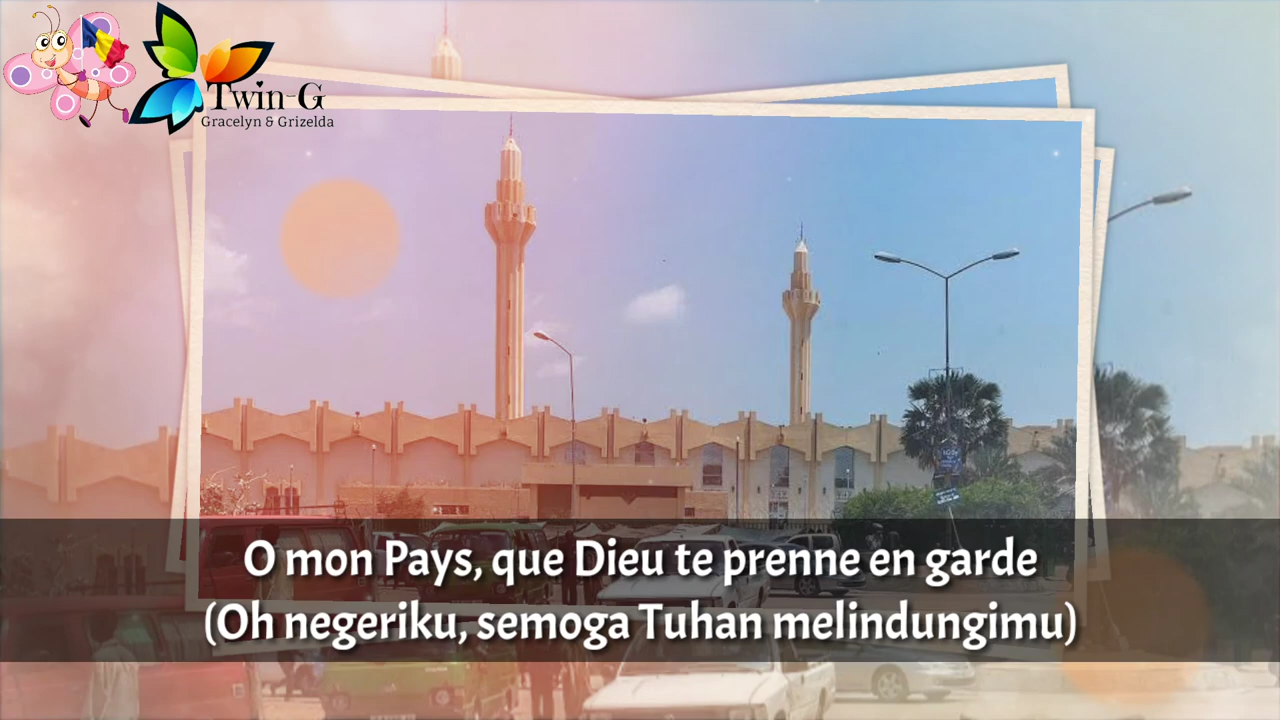 Twin-G
Gracelyn & Grizelda
O mon Pays, que Dieu te prenne en garde
(Oh negeriku, semoga Tuhan melindungimu)